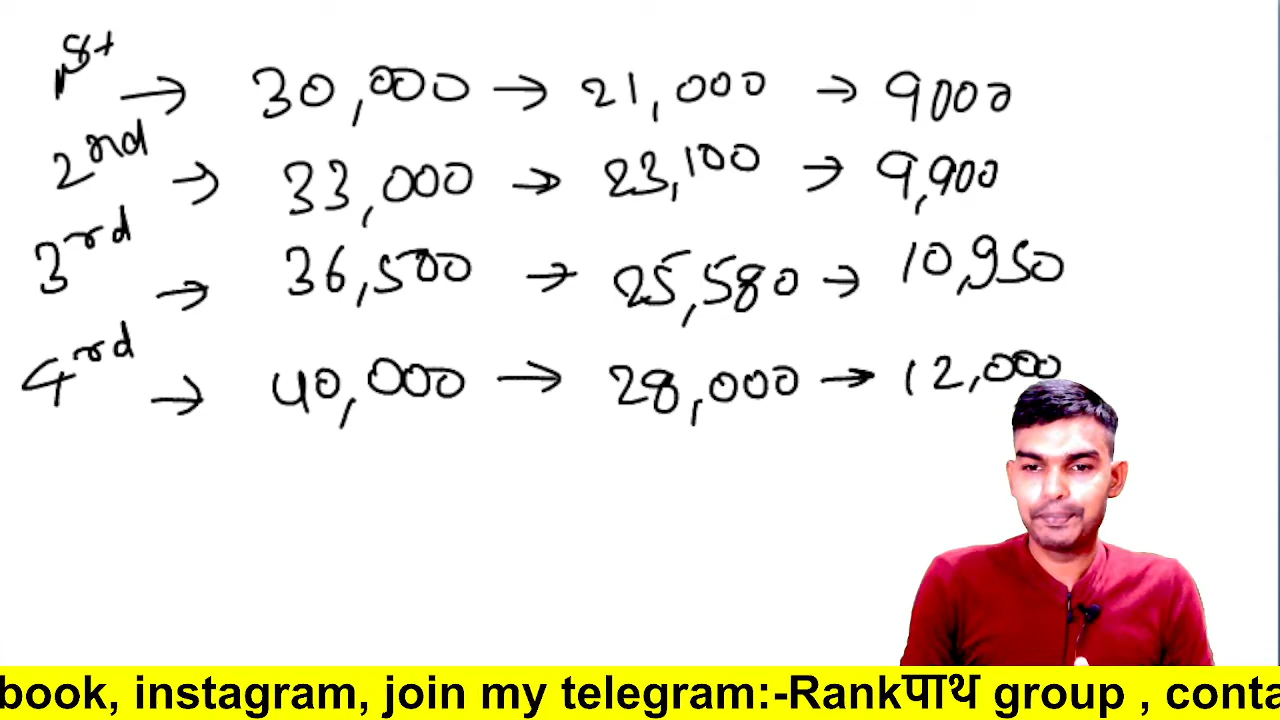 1st → 30,000 → 21,000 → 9000
2nd → 33,000 → 23,100 → 9,900
3rd → 36,500 → 25,580 → 10,950
4rd → 40,000 → 28,000 → 12,000
book, instagram, join my telegram:-Rankपाथ group , conta